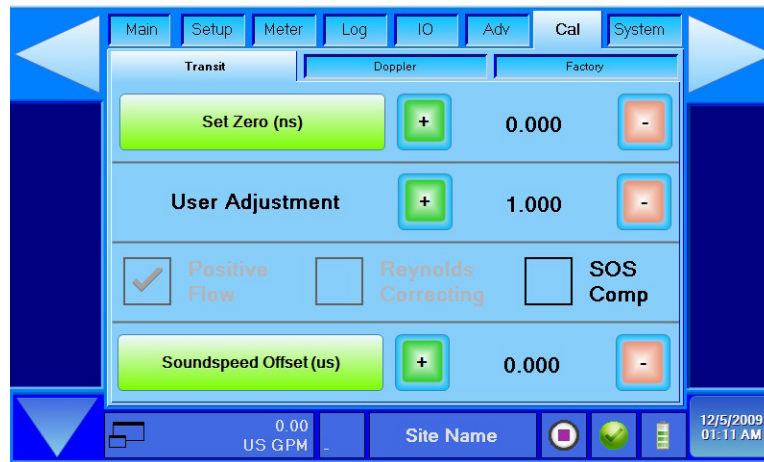 Main Setup Meter Log IO Adv Cal System
Transit Doppler Factory
Set Zero (ns) + 0.000 -
User Adjustment + 1.000 -
Positive Flow Reynolds Correcting SOS Comp
Soundspeed Offset (us) + 0.000 -
0.00
US GPM - Site Name
12/5/2009
01:11 AM